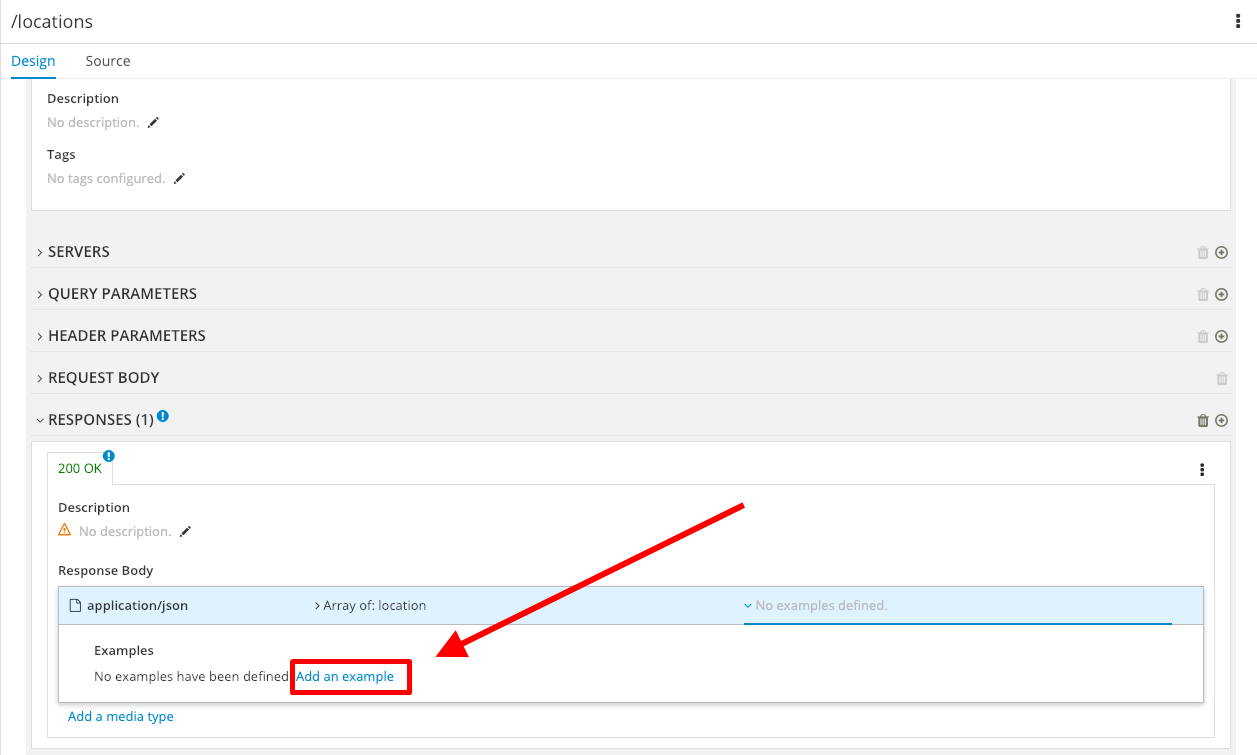 /locations
Design Source
Description
No description.
Tags
No tags configured.
SERVERS
QUERY PARAMETERS
HEADER PARAMETERS
REQUEST BODY
RESPONSES (1)
200 OK
Description
No description.
Response Body
application/json Array of: location No examples defined.
Examples
No examples have been defined Add an example
Add a media type